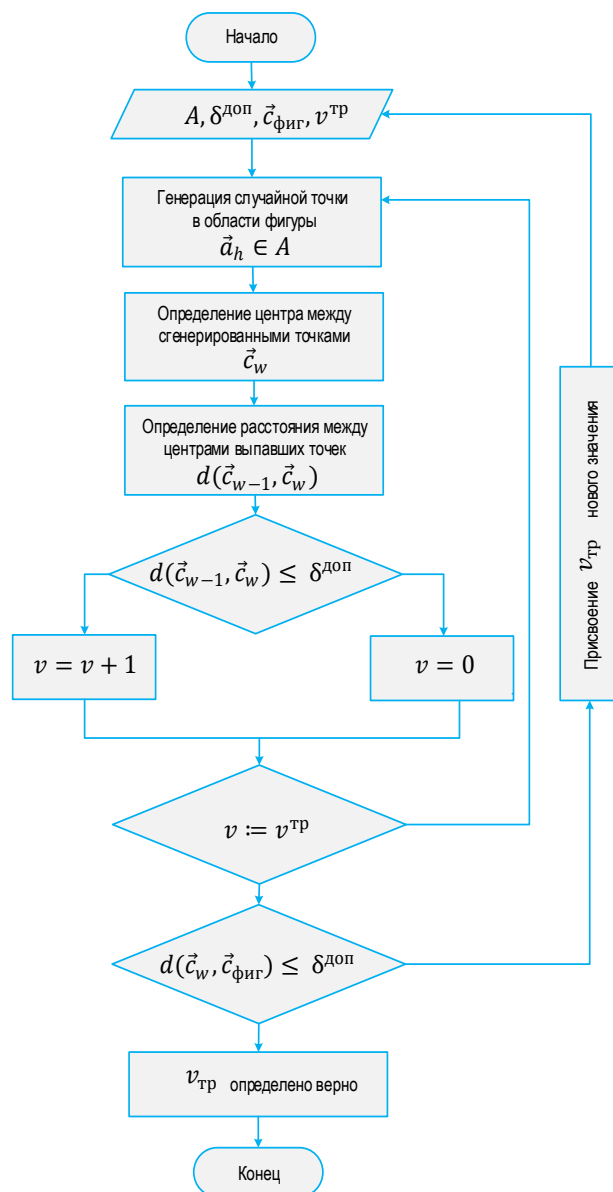 Начало
A, δ^доп, c⃗_фиг, v^тр
Генерация случайной точки
в области фигуры
a⃗_h ∈ A
Определение центра между
сгенерированными точками
c⃗_w
Определение расстояния между
центрами выпавших точек
d(c⃗_{w−1}, c⃗_w)
d(c⃗_{w−1}, c⃗_w) ≤ δ^доп
v = v + 1
v = 0
v ≔ v^тр
d(c⃗_w, c⃗_фиг) ≤ δ^доп
v_тр определено верно
Конец
Присвоение v_тр нового значения